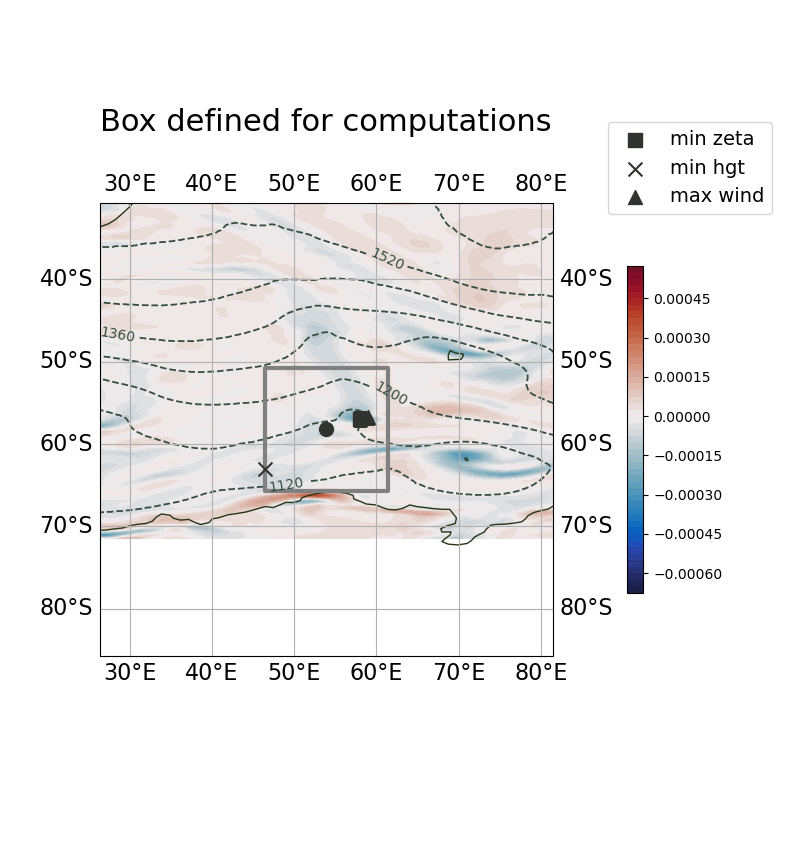 Box defined for computations
min zeta
min hgt
max wind
30°E 40°E 50°E 60°E 70°E 80°E
1520
40°S 40°S
1360
50°S 50°S
1200
60°S 60°S
1120
70°S 70°S
80°S 80°S
30°E 40°E 50°E 60°E 70°E 80°E
0.00045
0.00030
0.00015
0.00000
−0.00015
−0.00030
−0.00045
−0.00060